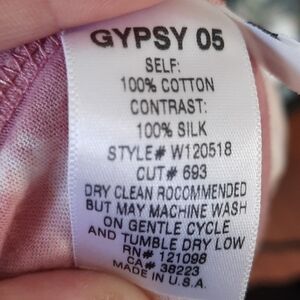 GYPSY 05
SELF:
100% COTTON
CONTRAST:
100% SILK
STYLE# W120518
CUT# 693
DRY CLEAN ROCOMMENDED
BUT MAY MACHINE WASH
ON GENTLE CYCLE
AND TUMBLE DRY LOW
RN# 121098
CA# 38223
MADE IN U.S.A.